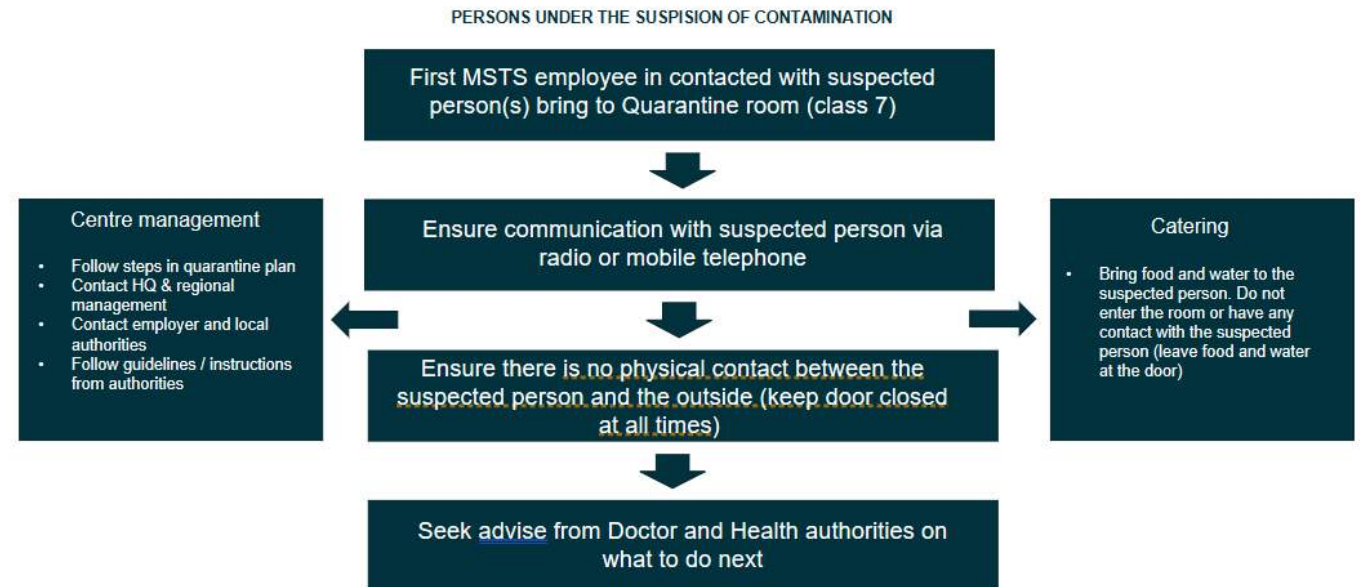 PERSONS UNDER THE SUSPISION OF CONTAMINATION
First MSTS employee in contacted with suspected
person(s) bring to Quarantine room (class 7)
Centre management
• Follow steps in quarantine plan
• Contact HQ & regional
management
• Contact employer and local
authorities
• Follow guidelines / instructions
from authorities
Ensure communication with suspected person via
radio or mobile telephone
Catering
• Bring food and water to the
suspected person. Do not
enter the room or have any
contact with the suspected
person (leave food and water
at the door)
Ensure there is no physical contact between the
suspected person and the outside (keep door closed
at all times)
Seek advise from Doctor and Health authorities on
what to do next